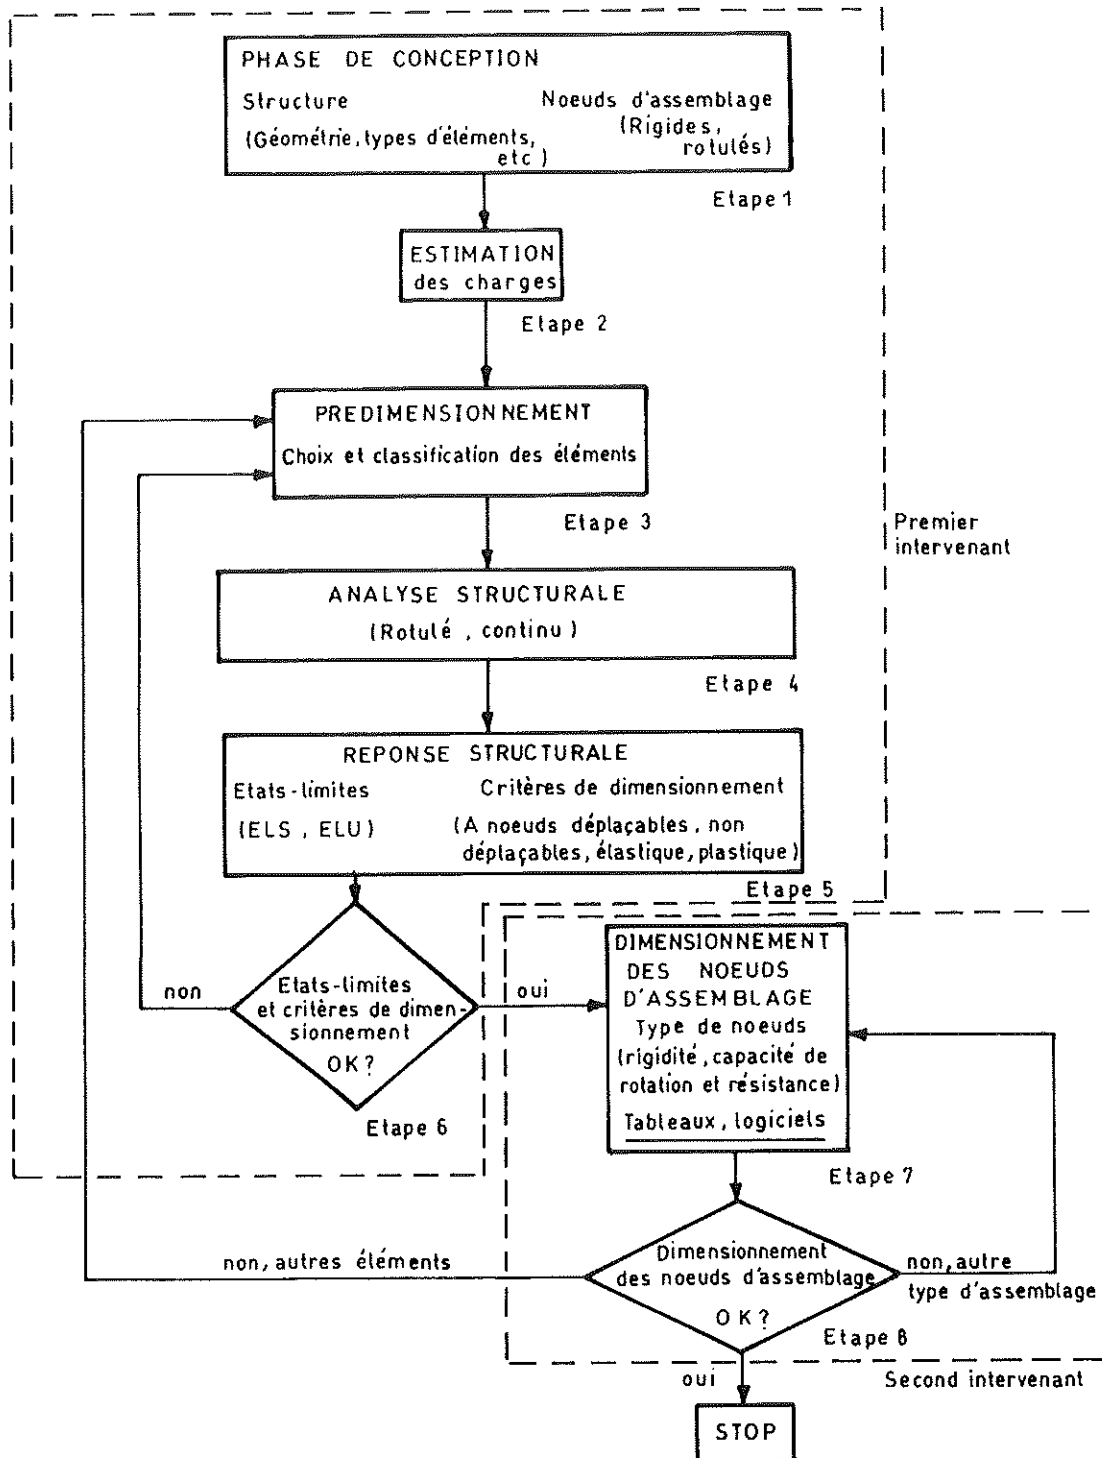 PHASE DE CONCEPTION
Structure
Noeuds d'assemblage
(Géométrie, types d'éléments,
etc)
(Rigides,
rotulés)
Etape 1
ESTIMATION
des charges
Etape 2
PREDIMENSIONNEMENT
Choix et classification des éléments
Etape 3
Premier
intervenant
ANALYSE STRUCTURALE
(Rotulé, continu)
Etape 4
REPONSE STRUCTURALE
Etats-limites
Critères de dimensionnement
(ELS, ELU)
(A noeuds déplaçables, non
déplaçables, élastique, plastique)
Etape 5
Etats-limites
et critères de dimen-
sionnement
OK?
non
oui
Etape 6
DIMENSIONNEMENT
DES NOEUDS
D'ASSEMBLAGE
Type de noeuds
(rigidité, capacité de
rotation et résistance)
Tableaux, logiciels
Etape 7
Dimensionnement
des noeuds d'assemblage
OK?
non, autres éléments
non, autre
type d'assemblage
Etape 8
oui
Second intervenant
STOP